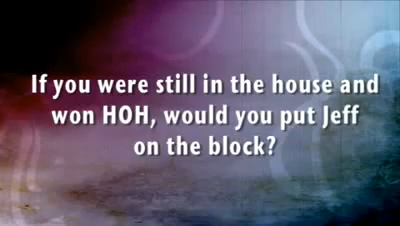 If you were still in the house and
won HOH, would you put Jeff
on the block?